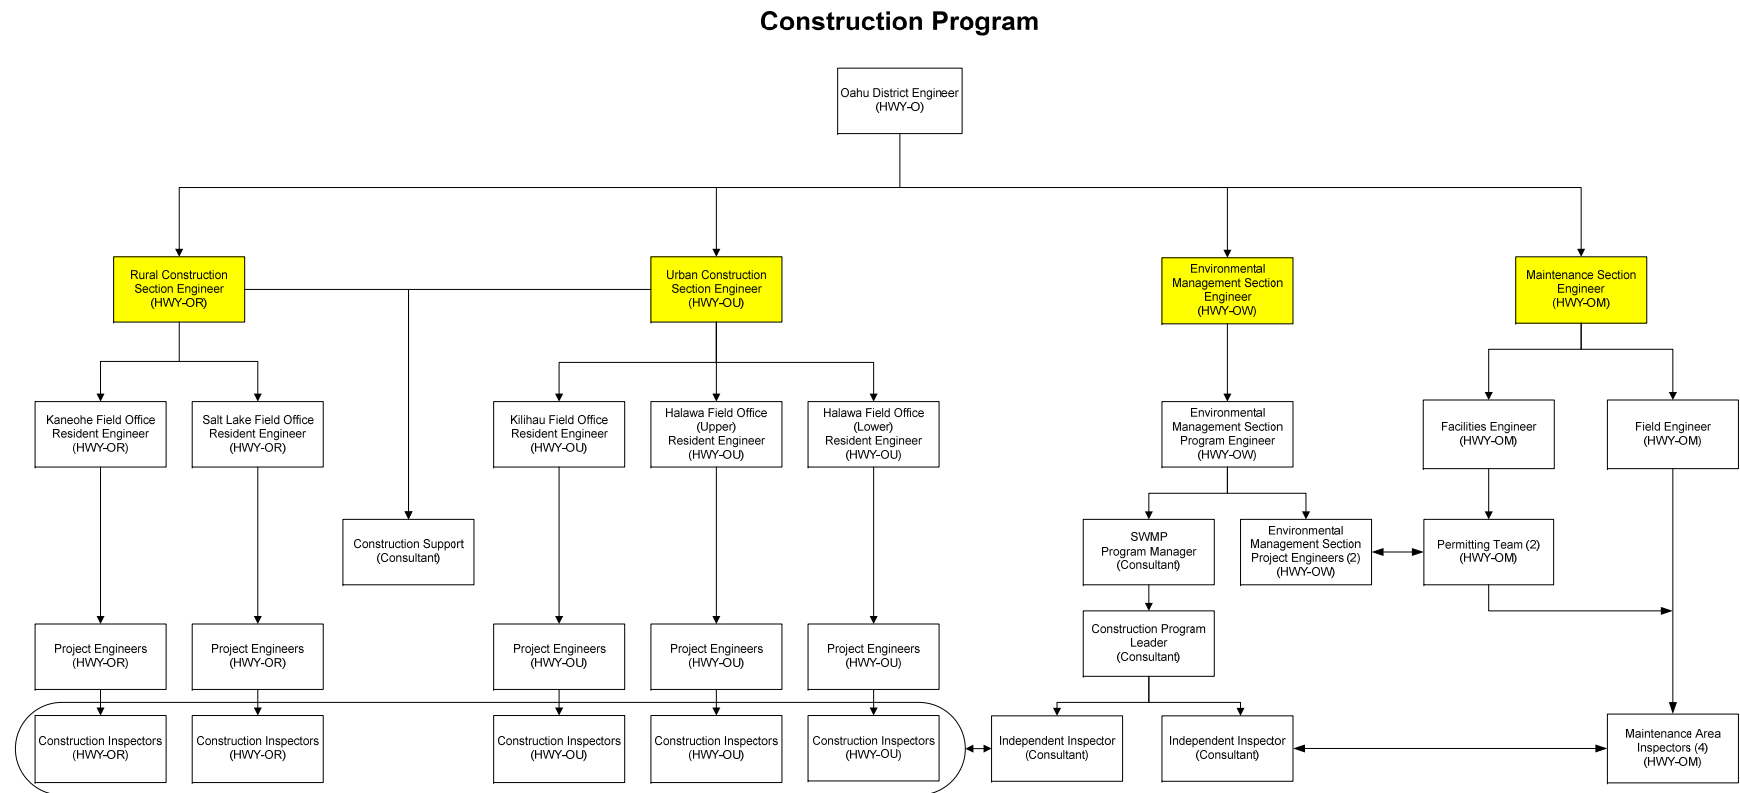 Construction Program
Oahu District Engineer
(HWY-O)
Rural Construction
Section Engineer
(HWY-OR)
Urban Construction
Section Engineer
(HWY-OU)
Environmental
Management Section
Engineer
(HWY-OW)
Maintenance Section
Engineer
(HWY-OM)
Kaneohe Field Office
Resident Engineer
(HWY-OR)
Salt Lake Field Office
Resident Engineer
(HWY-OR)
Kilihau Field Office
Resident Engineer
(HWY-OU)
Halawa Field Office
(Upper)
Resident Engineer
(HWY-OU)
Halawa Field Office
(Lower)
Resident Engineer
(HWY-OU)
Environmental
Management Section
Program Engineer
(HWY-OW)
Facilities Engineer
(HWY-OM)
Field Engineer
(HWY-OM)
Construction Support
(Consultant)
SWMP
Program Manager
(Consultant)
Environmental
Management Section
Project Engineers (2)
(HWY-OW)
Permitting Team (2)
(HWY-OM)
Project Engineers
(HWY-OR)
Project Engineers
(HWY-OR)
Project Engineers
(HWY-OU)
Project Engineers
(HWY-OU)
Project Engineers
(HWY-OU)
Construction Program
Leader
(Consultant)
Construction Inspectors
(HWY-OR)
Construction Inspectors
(HWY-OR)
Construction Inspectors
(HWY-OU)
Construction Inspectors
(HWY-OU)
Construction Inspectors
(HWY-OU)
Independent Inspector
(Consultant)
Independent Inspector
(Consultant)
Maintenance Area
Inspectors (4)
(HWY-OM)